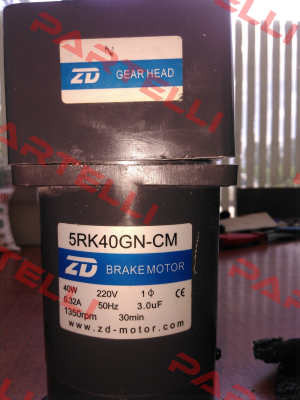 ZD GEAR HEAD
5RK40GN-CM
ZD BRAKE MOTOR
40W 220V 1Φ CE
0.32A 50Hz 3.0uF
1350rpm 30min
www.zd-motor.com
PARTELLI
PARTELLI
PARTELLI